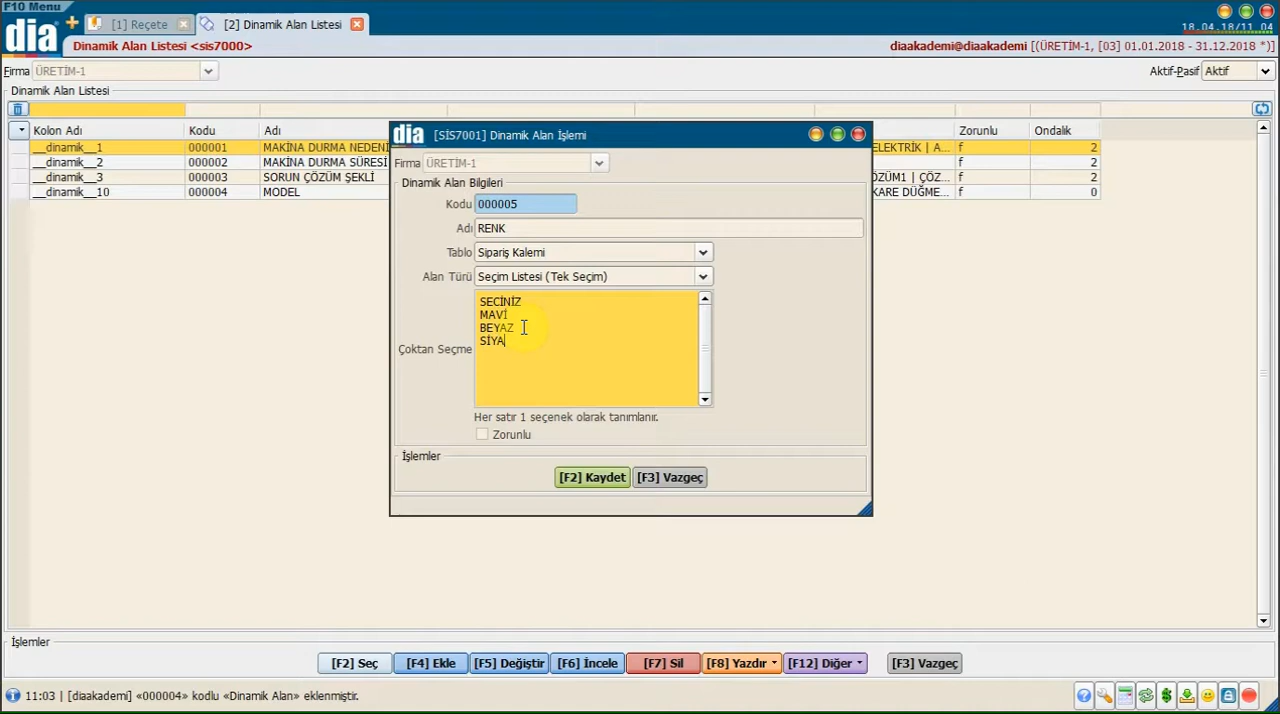 F10 Menu
dia
[1] Reçete
[2] Dinamik Alan Listesi
18.04.18/11 04
Dinamik Alan Listesi <sis7000>
diaakademi@diaakademi [(ÜRETİM-1, [03] 01.01.2018 - 31.12.2018 *)]
Firma ÜRETİM-1
Aktif-Pasif Aktif
Dinamik Alan Listesi
Kolon Adı Kodu Adı Zorunlu Ondalık
__dinamik__1 000001 MAKİNA DURMA NEDENİ ELEKTRİK | A... f 2
__dinamik__2 000002 MAKİNA DURMA SÜRESİ f 2
__dinamik__3 000003 SORUN ÇÖZÜM ŞEKLİ ÇÖZÜM1 | ÇÖZ... f 2
__dinamik__10 000004 MODEL KARE DÜĞME... f 0
dia [SİS7001] Dinamik Alan İşlemi
Firma ÜRETİM-1
Dinamik Alan Bilgileri
Kodu 000005
Adı RENK
Tablo Sipariş Kalemi
Alan Türü Seçim Listesi (Tek Seçim)
Çoktan Seçme
SECİNİZ
MAVİ
BEYAZ
SİYA
Her satır 1 seçenek olarak tanımlanır.
Zorunlu
İşlemler
[F2] Kaydet [F3] Vazgeç
İşlemler
[F2] Seç [F4] Ekle [F5] Değiştir [F6] İncele [F7] Sil [F8] Yazdır [F12] Diğer [F3] Vazgeç
11:03 | [diaakademi] «000004» kodlu «Dinamik Alan» eklenmiştir.